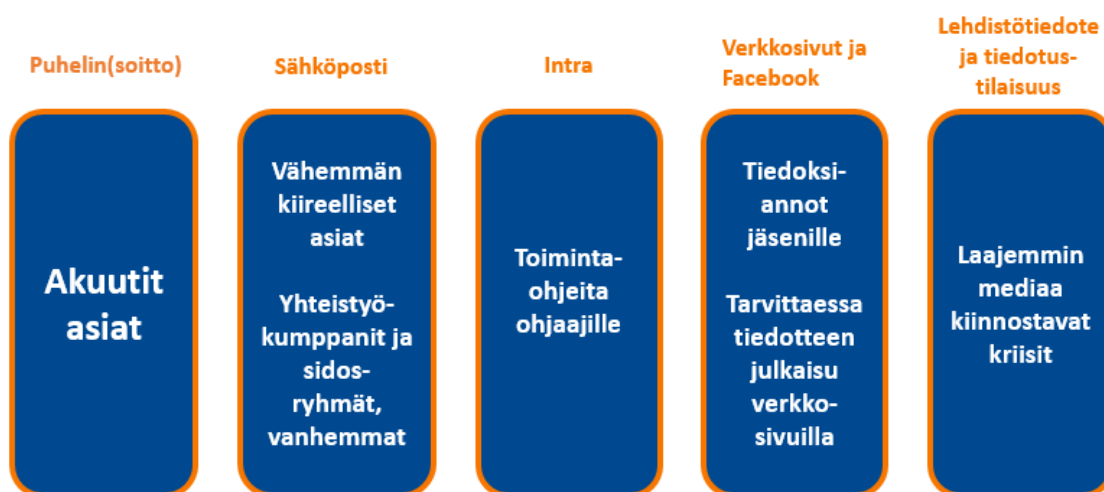 Puhelin(soitto)
Akuutit
asiat
Sähköposti
Vähemmän
kiireelliset
asiat
Yhteistyö-
kumppanit ja
sidos-
ryhmät,
vanhemmat
Intra
Toiminta-
ohjeita
ohjaajille
Verkkosivut ja
Facebook
Tiedoksi-
annot
jäsenille
Tarvittaessa
tiedotteen
julkaisu
verkko-
sivuilla
Lehdistötiedote
ja tiedotus-
tilaisuus
Laajemmin
mediaa
kiinnostavat
kriisit